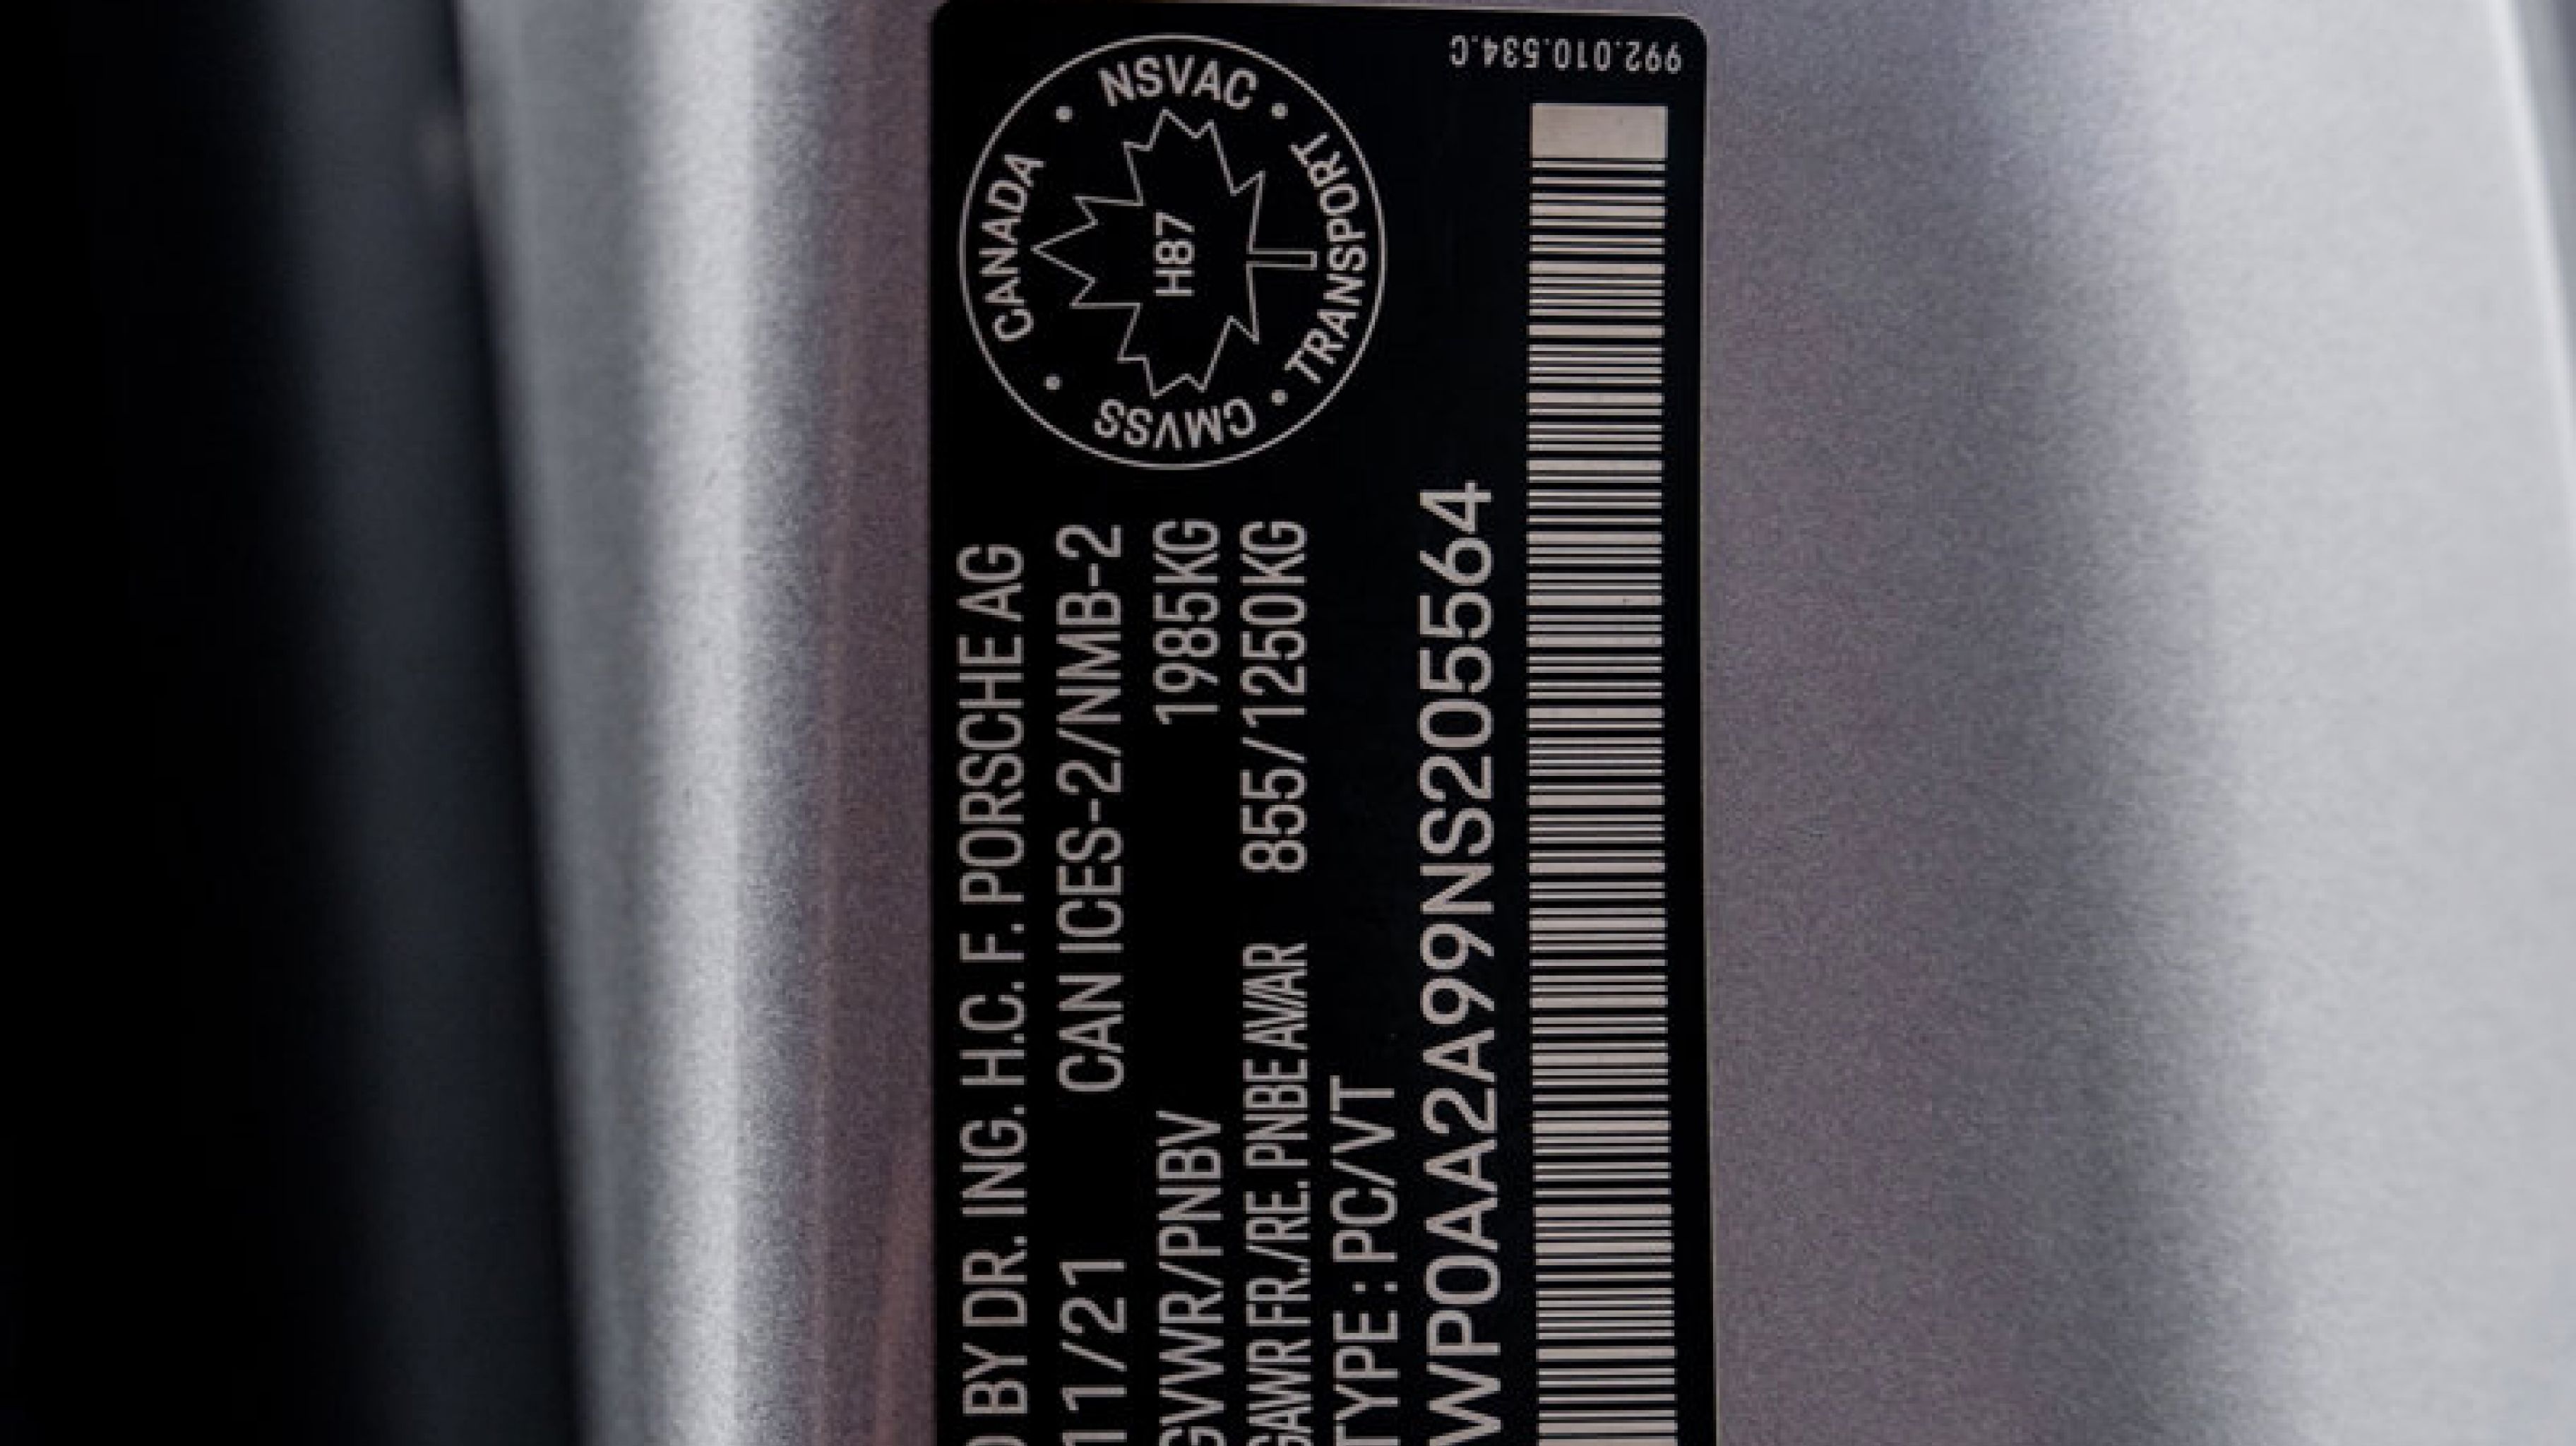 D BY DR. ING. H.C. F. PORSCHE AG
11/21 CAN ICES-2/NMB-2
GVWR/PNBV 1985KG
GAWR FR./RE. PNBE AV/AR 855/1250KG
TYPE : PC/VT
WP0AA2A99NS205564
CANADA • NSVAC • TRANSPORT • CMVSS •
H87
992.010.534.C